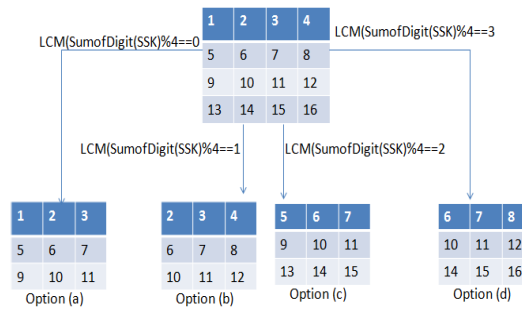 1 2 3 4
LCM(SumofDigit(SSK)%4==0
LCM(SumofDigit(SSK)%4==3
5 6 7 8
9 10 11 12
13 14 15 16
LCM(SumofDigit(SSK)%4==1
LCM(SumofDigit(SSK)%4==2
1 2 3
5 6 7
9 10 11
Option (a)
2 3 4
6 7 8
10 11 12
Option (b)
5 6 7
9 10 11
13 14 15
Option (c)
6 7 8
10 11 12
14 15 16
Option (d)